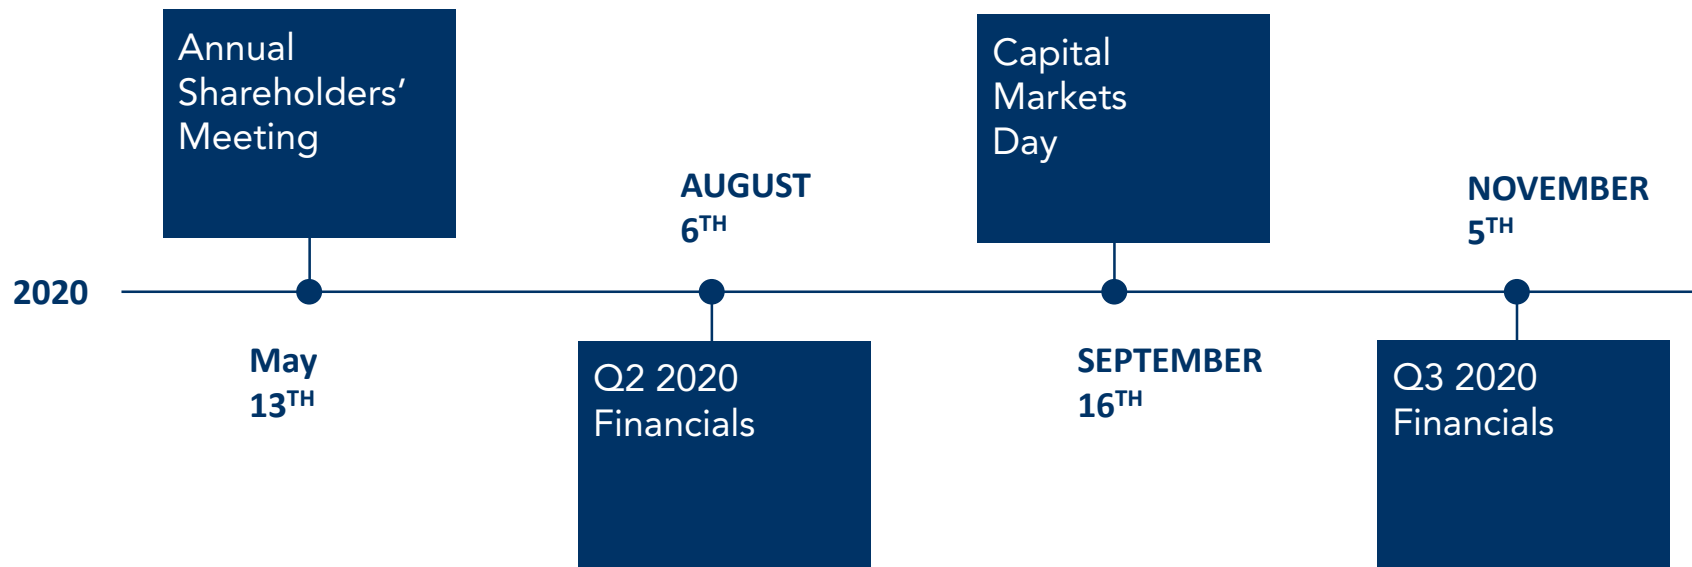 Annual
Shareholders’
Meeting
Capital
Markets
Day
AUGUST
6TH
NOVEMBER
5TH
2020
May
13TH
Q2 2020
Financials
SEPTEMBER
16TH
Q3 2020
Financials